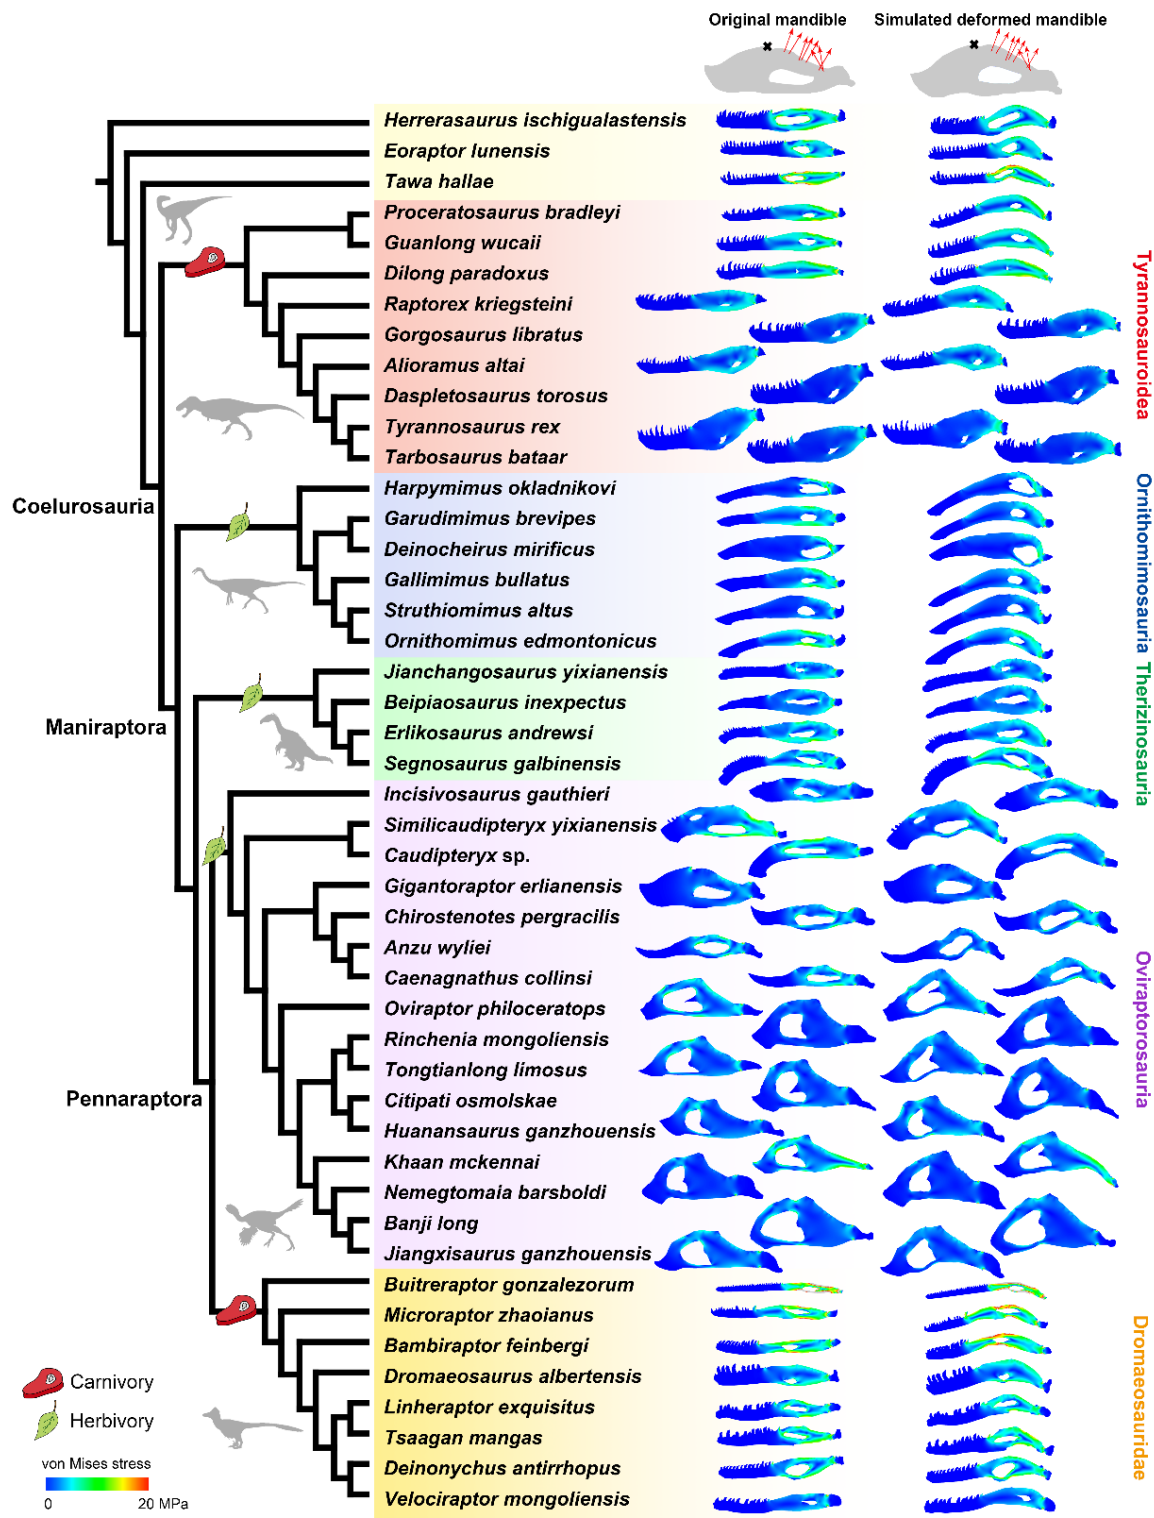 Original mandible
Simulated deformed mandible
Herrerasaurus ischigualastensis
Eoraptor lunensis
Tawa hallae
Proceratosaurus bradleyi
Guanlong wucaii
Dilong paradoxus
Raptorex kriegsteini
Gorgosaurus libratus
Alioramus altai
Daspletosaurus torosus
Tyrannosaurus rex
Tarbosaurus bataar
Tyrannosauroidea
Harpymimus okladnikovi
Coelurosauria
Garudimimus brevipes
Deinocheirus mirificus
Gallimimus bullatus
Struthiomimus altus
Ornithomimus edmontonicus
Ornithomimosauria
Jianchangosaurus yixianensis
Beipiaosaurus inexpectus
Maniraptora
Erlikosaurus andrewsi
Segnosaurus galbinensis
Therizinosauria
Incisivosaurus gauthieri
Similicaudipteryx yixianensis
Caudipteryx sp.
Gigantoraptor erlianensis
Chirostenotes pergracilis
Anzu wyliei
Caenagnathus collinsi
Oviraptor philoceratops
Rinchenia mongoliensis
Tongtianlong limosus
Pennaraptora
Citipati osmolskae
Huanansaurus ganzhouensis
Khaan mckennai
Nemegtomaia barsboldi
Banji long
Jiangxisaurus ganzhouensis
Oviraptorosauria
Buitreraptor gonzalezorum
Microraptor zhaoianus
Bambiraptor feinbergi
Dromaeosaurus albertensis
Linheraptor exquisitus
Tsaagan mangas
Deinonychus antirrhopus
Velociraptor mongoliensis
Dromaeosauridae
Carnivory
Herbivory
von Mises stress
0 20 MPa